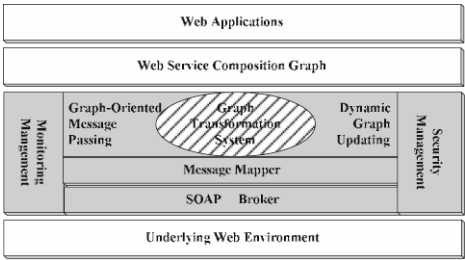 Web Applications
Web Service Composition Graph
Monitoring
Mangement
Graph-Oriented
Message
Passing
Graph
Transformation
System
Dynamic
Graph
Updating
Security
Management
Message Mapper
SOAP Broker
Underlying Web Environment